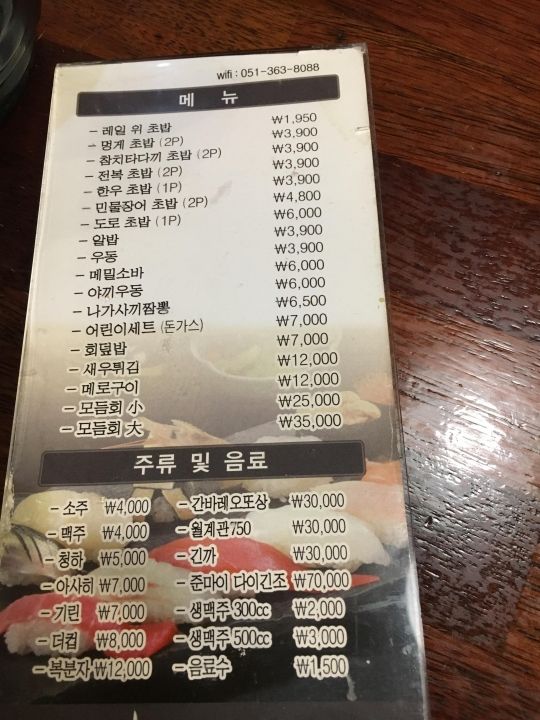 wifi : 051-363-8088
메 뉴
- 레일 위 초밥 ₩1,950
- 멍게 초밥 (2P) ₩3,900
- 참치타다끼 초밥 (2P) ₩3,900
- 전복 초밥 (2P) ₩3,900
- 한우 초밥 (1P) ₩3,900
- 민물장어 초밥 (2P) ₩4,800
- 도로 초밥 (1P) ₩6,000
- 알밥 ₩3,900
- 우동 ₩3,900
- 메밀소바 ₩6,000
- 야끼우동 ₩6,000
- 나가사끼짬뽕 ₩6,500
- 어린이세트 (돈가스) ₩7,000
- 회덮밥 ₩7,000
- 새우튀김 ₩12,000
- 메로구이 ₩12,000
- 모듬회 小 ₩25,000
- 모듬회 大 ₩35,000
주류 및 음료
- 소주 ₩4,000 - 간바레오또상 ₩30,000
- 맥주 ₩4,000 - 월계관750 ₩30,000
- 청하 ₩5,000 - 긴까 ₩30,000
- 아사히 ₩7,000 - 준마이 다이긴조 ₩70,000
- 기린 ₩7,000 - 생맥주 300cc ₩2,000
- 더컵 ₩8,000 - 생맥주 500cc ₩3,000
- 복분자 ₩12,000 - 음료수 ₩1,500